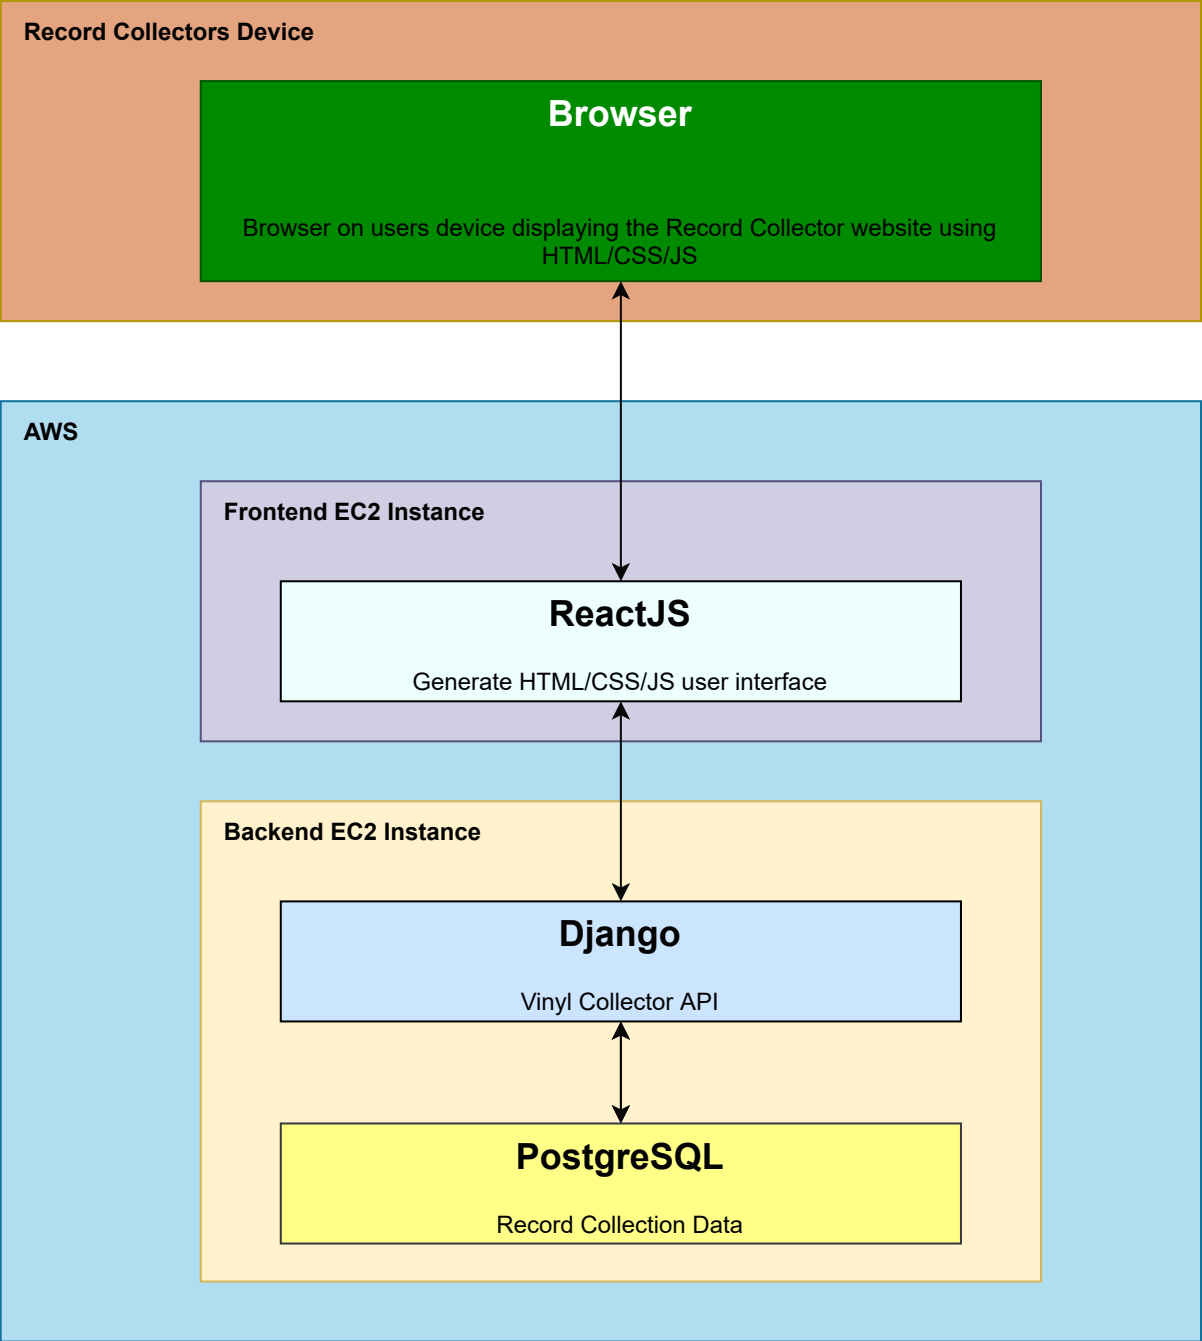 Record Collectors Device
Browser
Browser on users device displaying the Record Collector website using
HTML/CSS/JS
AWS
Frontend EC2 Instance
ReactJS
Generate HTML/CSS/JS user interface
Backend EC2 Instance
Django
Vinyl Collector API
PostgreSQL
Record Collection Data